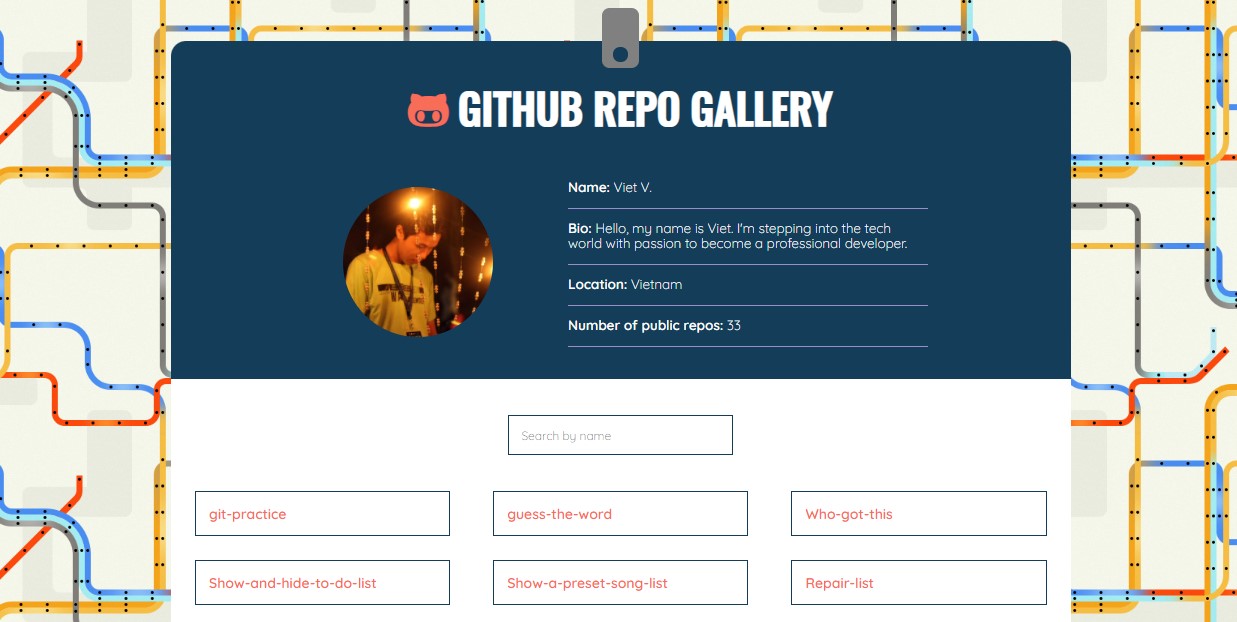 GITHUB REPO GALLERY
Name: Viet V.
Bio: Hello, my name is Viet. I'm stepping into the tech
world with passion to become a professional developer.
Location: Vietnam
Number of public repos: 33
Search by name
git-practice
guess-the-word
Who-got-this
Show-and-hide-to-do-list
Show-a-preset-song-list
Repair-list